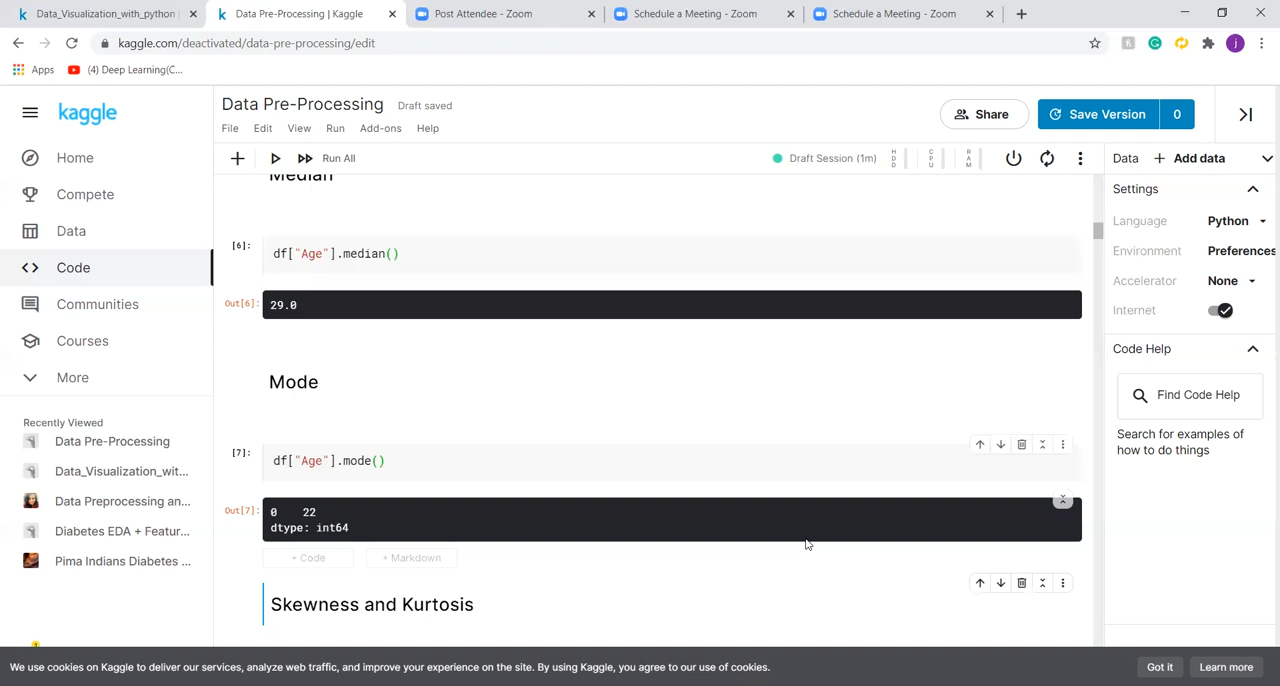 Data_Visualization_with_python
Data Pre-Processing | Kaggle
Post Attendee - Zoom
Schedule a Meeting - Zoom
Schedule a Meeting - Zoom
kaggle.com/deactivated/data-pre-processing/edit
j
Apps
(4) Deep Learning(C...
kaggle
Data Pre-Processing
Draft saved
File Edit View Run Add-ons Help
Share
Save Version
0
Run All
Draft Session (1m)
HDD
CPU
RAM
Data
+ Add data
Home
Compete
Data
Code
Communities
Courses
More
Recently Viewed
Data Pre-Processing
Data_Visualization_wit...
Data Preprocessing an...
Diabetes EDA + Featur...
Pima Indians Diabetes ...
1
Median
[6]:
df["Age"].median()
Out[6]:
29.0
Mode
[7]:
df["Age"].mode()
Out[7]:
0    22
dtype: int64
+ Code
+ Markdown
Skewness and Kurtosis
Settings
Language Python
Environment Preferences
Accelerator None
Internet
Code Help
Find Code Help
Search for examples of
how to do things
We use cookies on Kaggle to deliver our services, analyze web traffic, and improve your experience on the site. By using Kaggle, you agree to our use of cookies.
Got it
Learn more